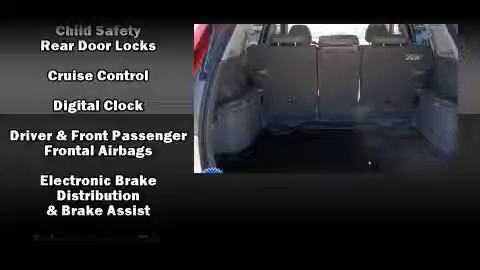 Child Safety
Rear Door Locks
Cruise Control
Digital Clock
Driver & Front Passenger
Frontal Airbags
Electronic Brake
Distribution
& Brake Assist